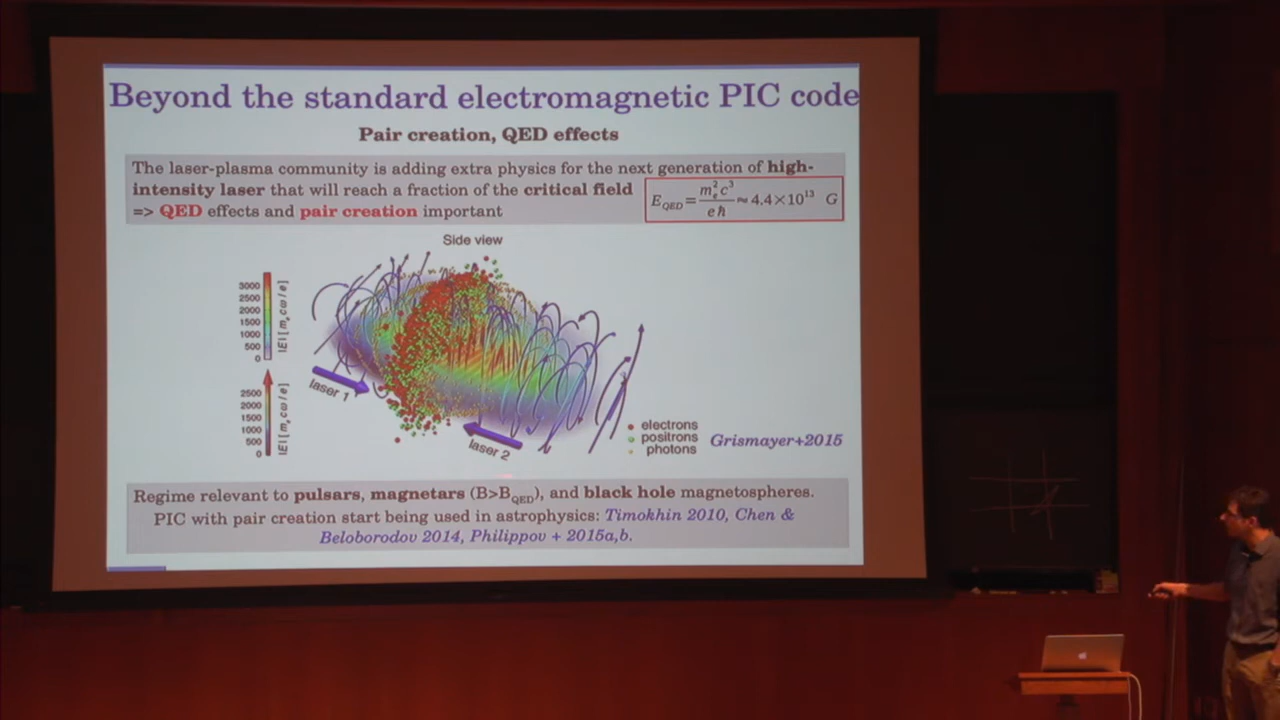 Beyond the standard electromagnetic PIC code
Pair creation, QED effects
The laser-plasma community is adding extra physics for the next generation of high-
intensity laser that will reach a fraction of the critical field
=> QED effects and pair creation important
E_QED = m_e^2 c^3 / e ħ ≈ 4.4×10^13 G
Side view
3000
2500
2000
1500
1000
500
0
|E| [ m_e c ω / e ]
2500
2000
1500
1000
500
0
|E| [ m_e c ω / e ]
laser 1
laser 2
electrons
positrons
photons
Grismayer+2015
Regime relevant to pulsars, magnetars (B>B_QED), and black hole magnetospheres.
PIC with pair creation start being used in astrophysics: Timokhin 2010, Chen &
Beloborodov 2014, Philippov + 2015a,b.